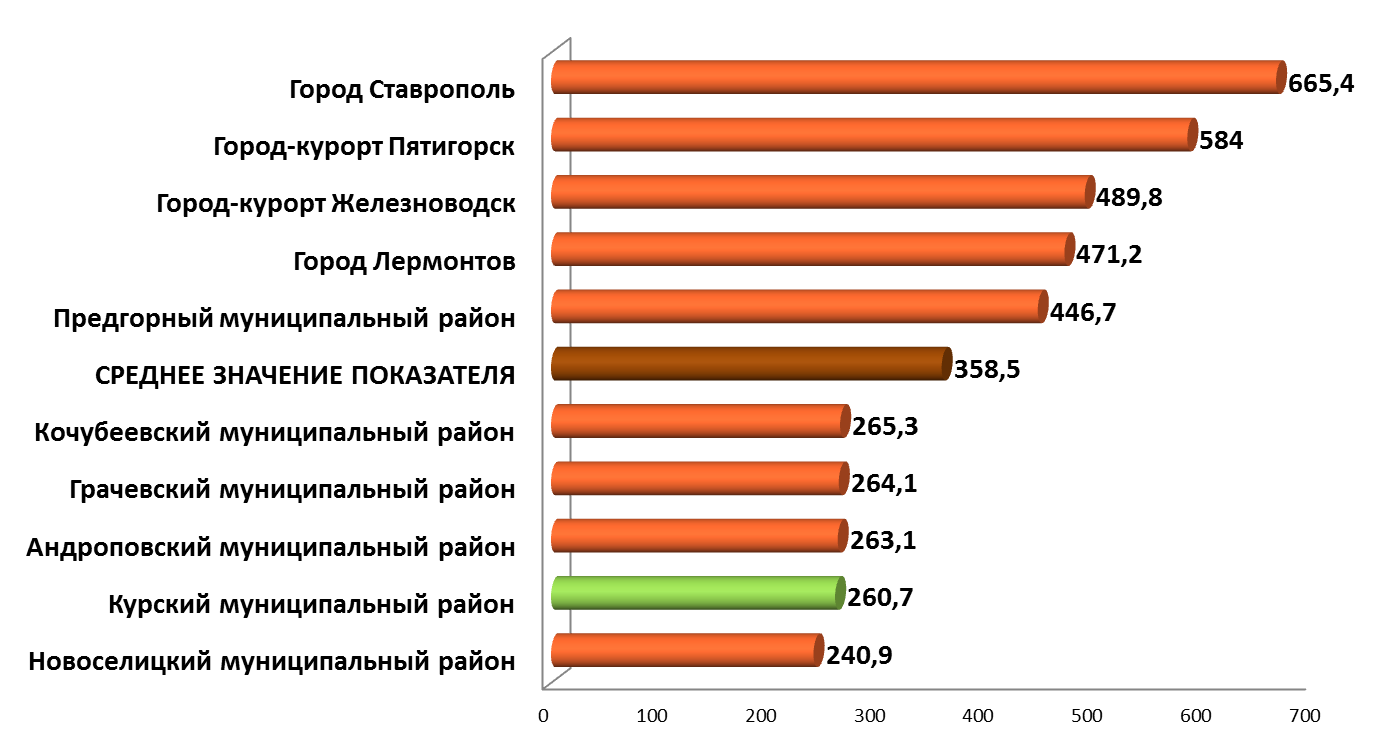 Город Ставрополь 665,4
Город-курорт Пятигорск 584
Город-курорт Железноводск 489,8
Город Лермонтов 471,2
Предгорный муниципальный район 446,7
СРЕДНЕЕ ЗНАЧЕНИЕ ПОКАЗАТЕЛЯ 358,5
Кочубеевский муниципальный район 265,3
Грачевский муниципальный район 264,1
Андроповский муниципальный район 263,1
Курский муниципальный район 260,7
Новоселицкий муниципальный район 240,9
0 100 200 300 400 500 600 700